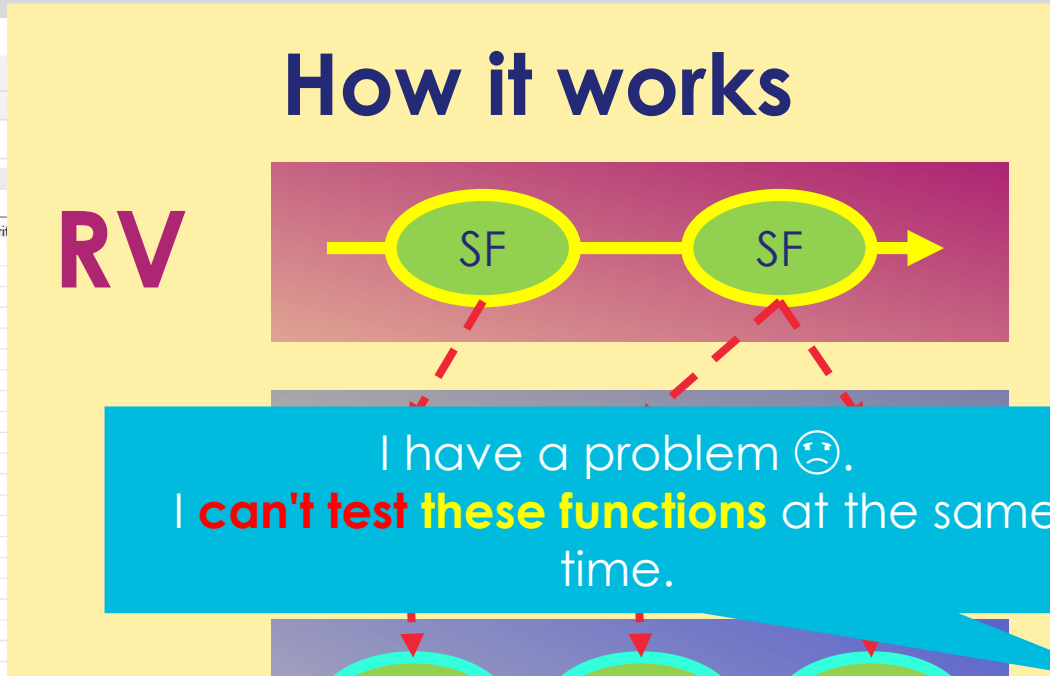 How it works
RV
SF SF
I have a problem ☹.
I can't test these functions at the same
time.